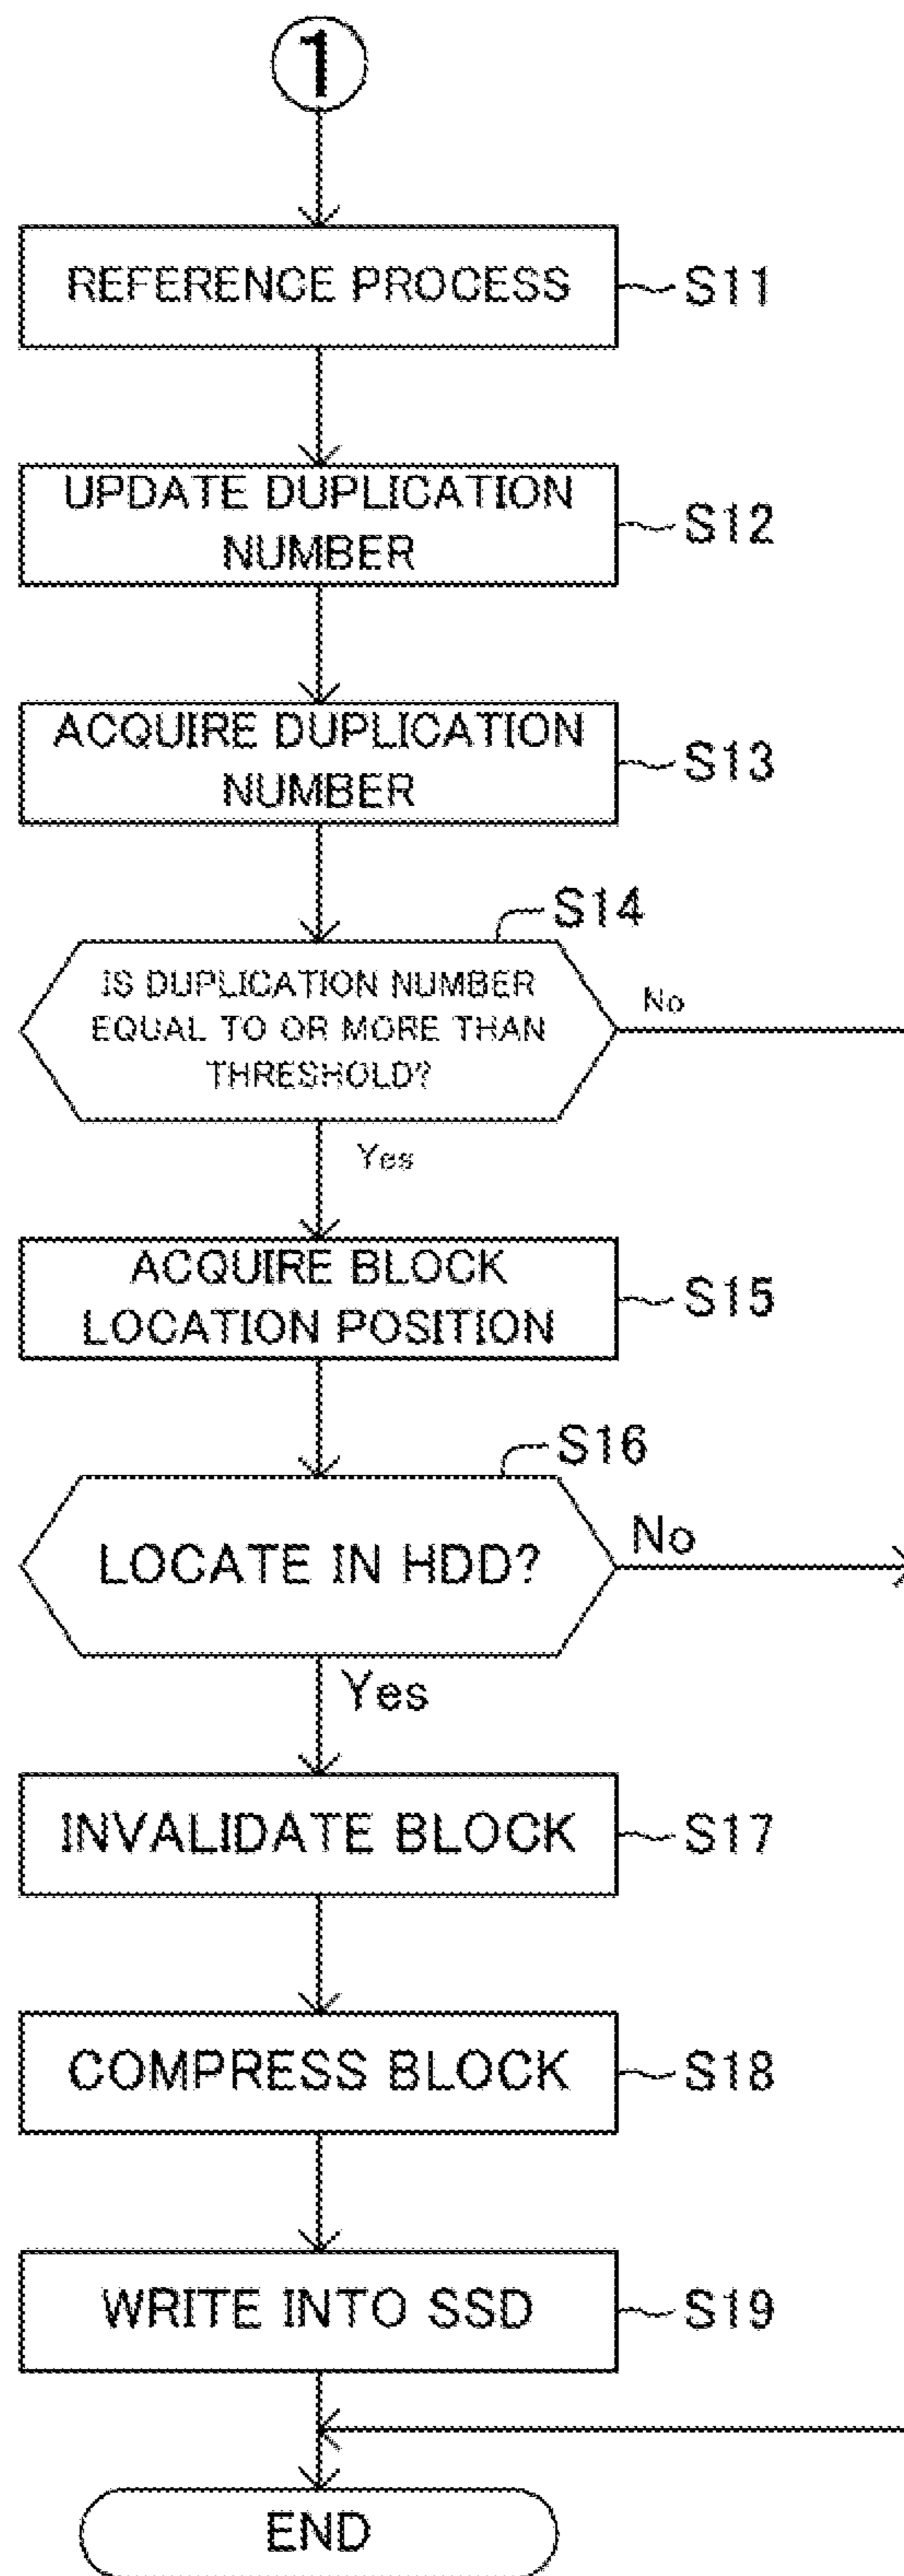 1
REFERENCE PROCESS
S11
UPDATE DUPLICATION
NUMBER
S12
ACQUIRE DUPLICATION
NUMBER
S13
S14
IS DUPLICATION NUMBER
EQUAL TO OR MORE THAN
THRESHOLD?
No
Yes
ACQUIRE BLOCK
LOCATION POSITION
S15
S16
LOCATE IN HDD?
No
Yes
INVALIDATE BLOCK
S17
COMPRESS BLOCK
S18
WRITE INTO SSD
S19
END